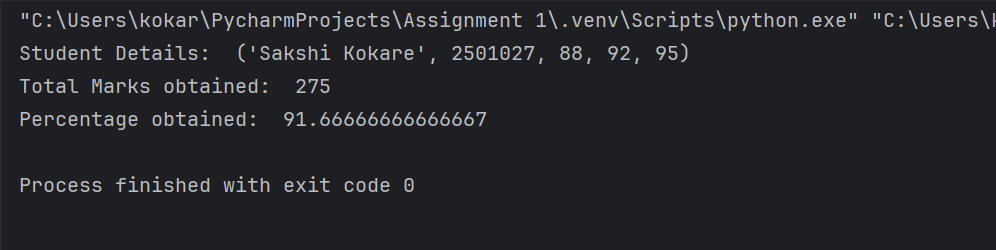 "C:\Users\kokar\PycharmProjects\Assignment 1\.venv\Scripts\python.exe" "C:\Users\
Student Details:  ('Sakshi Kokare', 2501027, 88, 92, 95)
Total Marks obtained:  275
Percentage obtained:  91.66666666666667
Process finished with exit code 0